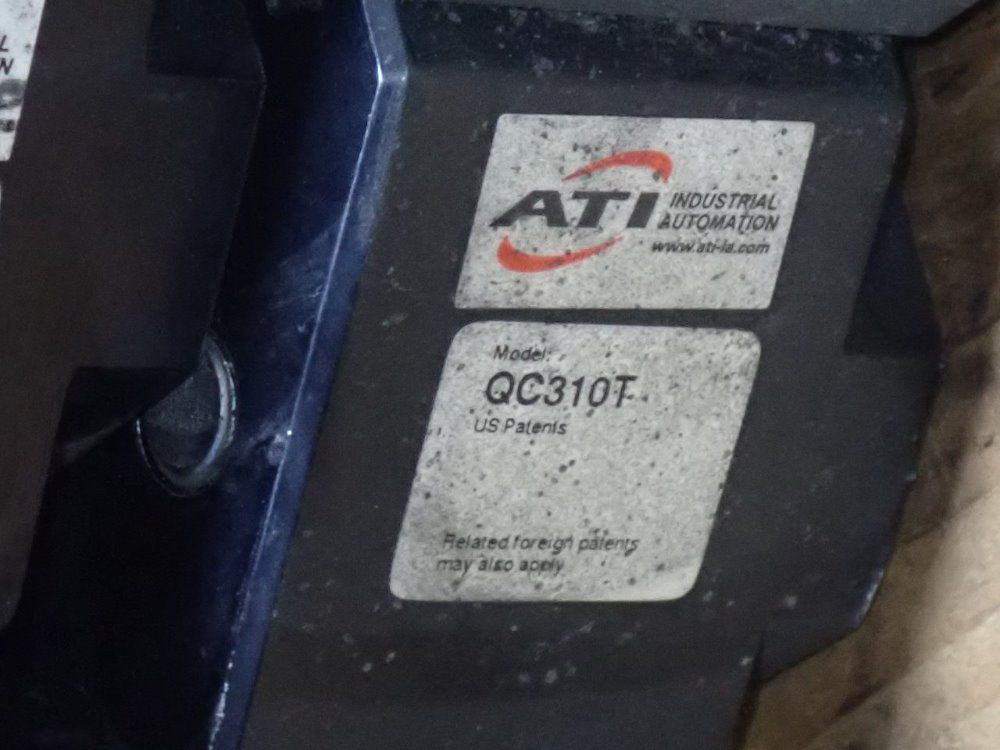 ATI INDUSTRIAL
AUTOMATION
www.ati-ia.com
Model:
QC310T
US Patents
Related foreign patents
may also apply